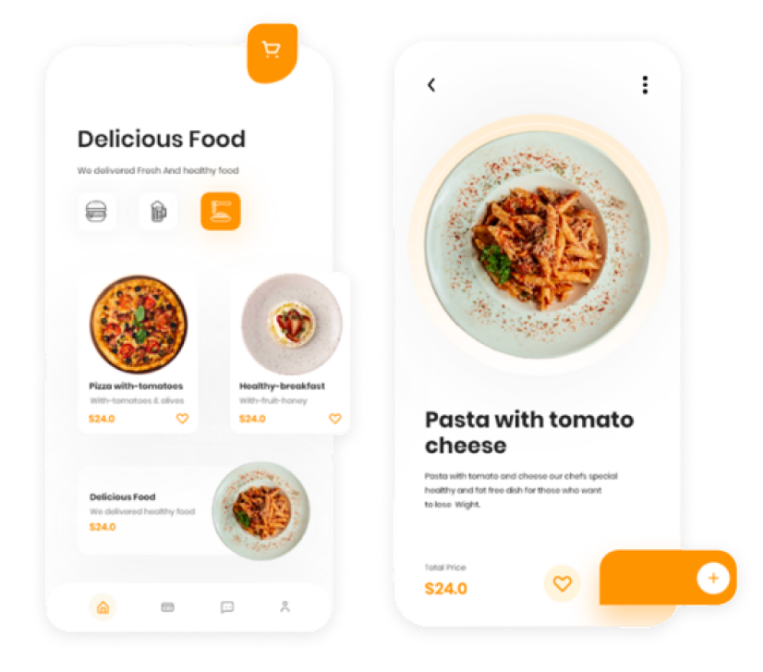 Delicious Food
We delivered Fresh And healthy food
Pizza with-tomatoes
With-tomatoes & olives
$24.0
Healthy-breakfast
With-fruit-honey
$24.0
Delicious Food
We delivered healthy food
$24.0
Pasta with tomato
cheese
Pasta with tomato and cheese our chefs special
healthy and fat free dish for those who want
to lose Wight.
Total Price
$24.0